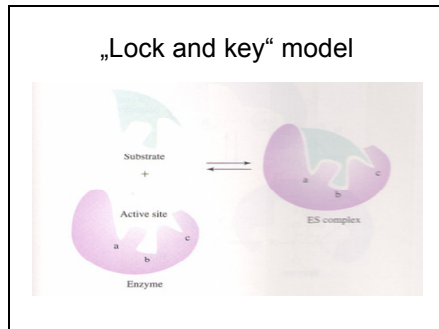 „Lock and key“ model
Substrate
+
Active site
a
b
c
Enzyme
a
b
c
ES complex